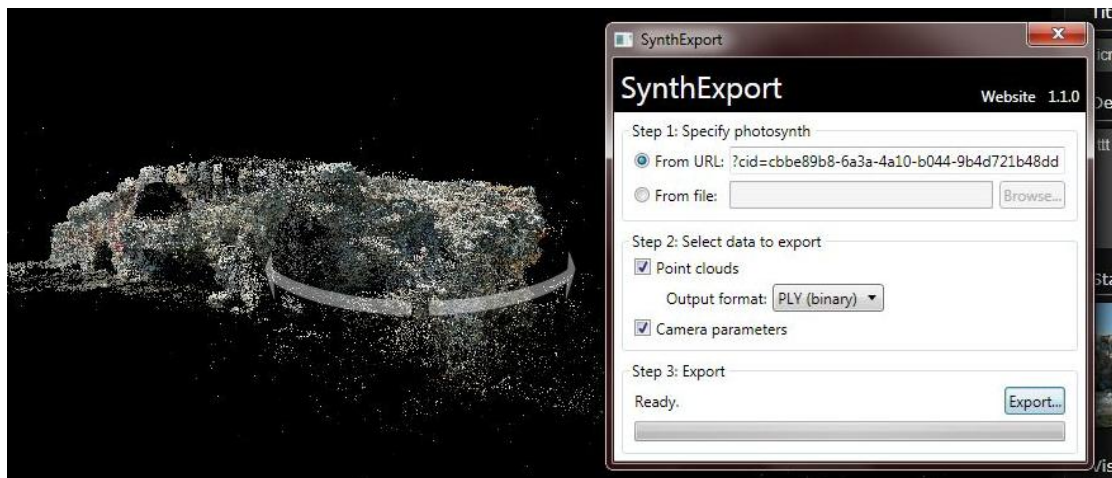 SynthExport
SynthExport
Website 1.1.0
Step 1: Specify photosynth
From URL: ?cid=cbbe89b8-6a3a-4a10-b044-9b4d721b48dd
From file: Browse...
Step 2: Select data to export
Point clouds
Output format: PLY (binary)
Camera parameters
Step 3: Export
Ready.
Export...